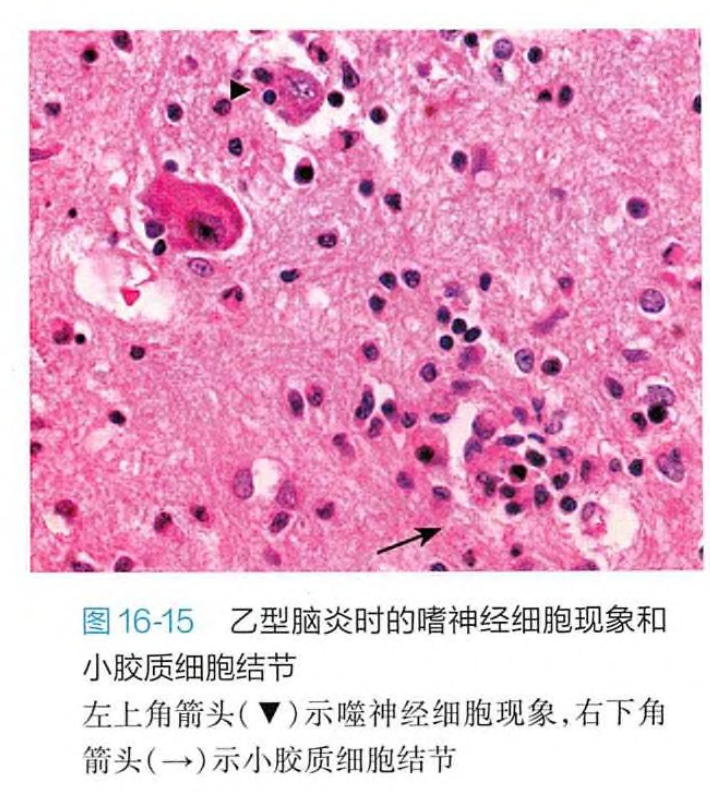 图 16-15 乙型脑炎时的嗜神经细胞现象和
小胶质细胞结节
左上角箭头(▼)示噬神经细胞现象,右下角
箭头(→)示小胶质细胞结节